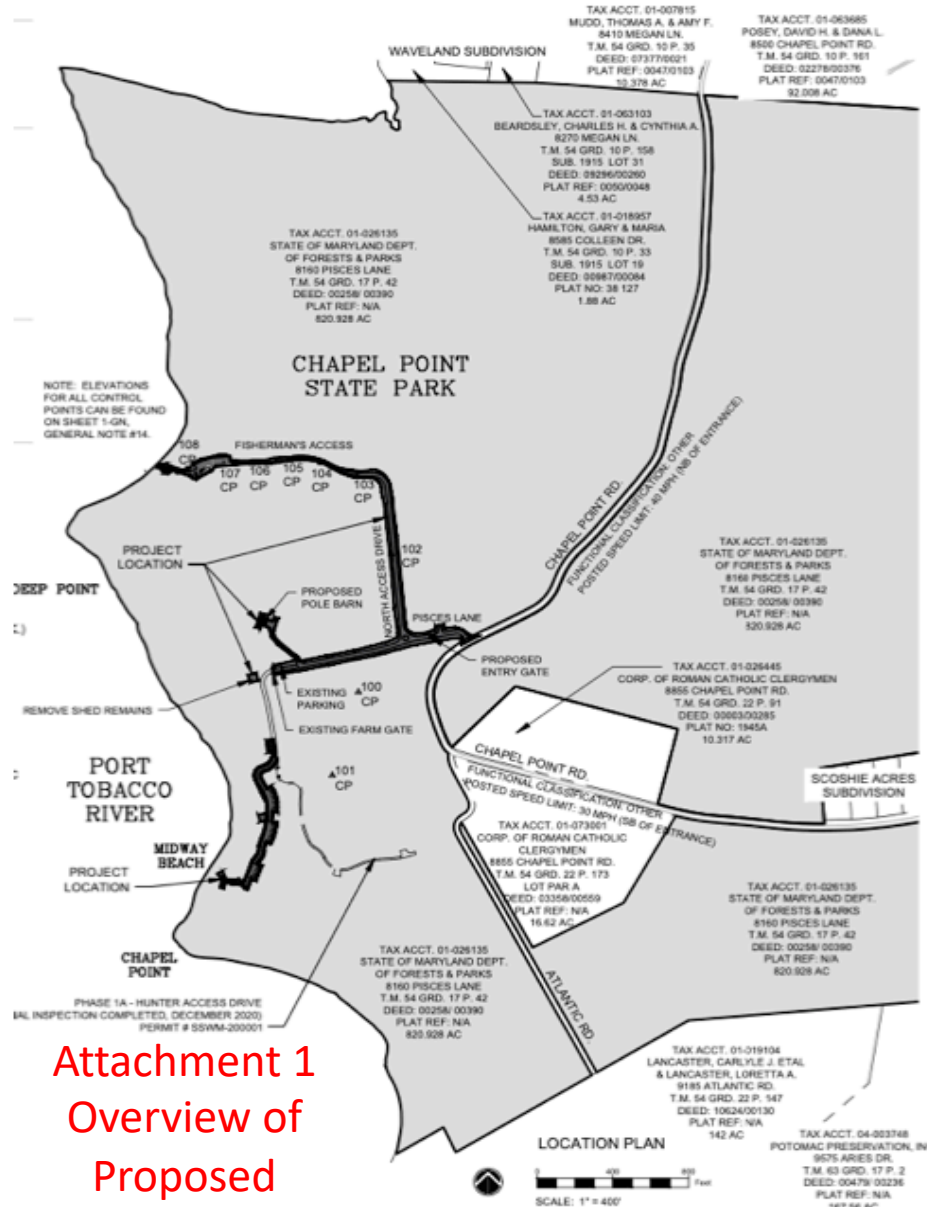 TAX ACCT. 01-007815
MUDD, THOMAS A. & AMY F.
8410 MEGAN LN.
T.M. 54 GRD. 10 P. 35
DEED: 07377/0021
PLAT REF: 0047/0103
10.378 AC
TAX ACCT. 01-063685
POSEY, DAVID H. & DANA L.
8500 CHAPEL POINT RD.
T.M. 54 GRD. 10 P. 161
DEED: 02278/00376
PLAT REF: 0047/0103
92.008 AC
WAVELAND SUBDIVISION
TAX ACCT. 01-063103
BEARDSLEY, CHARLES H. & CYNTHIA A.
8270 MEGAN LN.
T.M. 54 GRD. 10 P. 158
SUB. 1915 LOT 31
DEED: 09296/00260
PLAT REF: 0050/0048
4.53 AC
TAX ACCT. 01-018957
HAMILTON, GARY & MARIA
8585 COLLEEN DR.
T.M. 54 GRD. 10 P. 33
SUB. 1915 LOT 19
DEED: 00987/00084
PLAT NO: 38 127
1.88 AC
TAX ACCT. 01-026135
STATE OF MARYLAND DEPT.
OF FORESTS & PARKS
8160 PISCES LANE
T.M. 54 GRD. 17 P. 42
DEED: 00258/ 00390
PLAT REF: N/A
820.928 AC
CHAPEL POINT
STATE PARK
NOTE: ELEVATIONS
FOR ALL CONTROL
POINTS CAN BE FOUND
ON SHEET 1-GN,
GENERAL NOTE #14.
FISHERMAN'S ACCESS
108
CP
107
CP
106
CP
105
CP
104
CP
103
CP
102
CP
NORTH ACCESS DRIVE
CHAPEL POINT RD.
FUNCTIONAL CLASSIFICATION: OTHER
POSTED SPEED LIMIT: 40 MPH (NB OF ENTRANCE)
PROJECT
LOCATION
DEEP POINT
PROPOSED
POLE BARN
PISCES LANE
PROPOSED
ENTRY GATE
TAX ACCT. 01-026135
STATE OF MARYLAND DEPT.
OF FORESTS & PARKS
8160 PISCES LANE
T.M. 54 GRD. 17 P. 42
DEED: 00258/ 00390
PLAT REF: N/A
820.928 AC
REMOVE SHED REMAINS
EXISTING
PARKING
100
CP
EXISTING FARM GATE
TAX ACCT. 01-026445
CORP. OF ROMAN CATHOLIC CLERGYMEN
8855 CHAPEL POINT RD.
T.M. 54 GRD. 22 P. 91
DEED: 00003/00285
PLAT NO: 1945A
10.317 AC
PORT
TOBACCO
RIVER
101
CP
CHAPEL POINT RD.
FUNCTIONAL CLASSIFICATION: OTHER
POSTED SPEED LIMIT: 30 MPH (SB OF ENTRANCE)
SCOSHIE ACRES
SUBDIVISION
TAX ACCT. 01-073001
CORP. OF ROMAN CATHOLIC
CLERGYMEN
8855 CHAPEL POINT RD.
T.M. 54 GRD. 22 P. 173
LOT PAR A
DEED: 03358/00559
PLAT REF: N/A
16.62 AC
MIDWAY
BEACH
PROJECT
LOCATION
TAX ACCT. 01-026135
STATE OF MARYLAND DEPT.
OF FORESTS & PARKS
8160 PISCES LANE
T.M. 54 GRD. 17 P. 42
DEED: 00258/ 00390
PLAT REF: N/A
820.928 AC
CHAPEL
POINT
TAX ACCT. 01-026135
STATE OF MARYLAND DEPT.
OF FORESTS & PARKS
8160 PISCES LANE
T.M. 54 GRD. 17 P. 42
DEED: 00258/ 00390
PLAT REF: N/A
820.928 AC
ATLANTIC RD.
PHASE 1A - HUNTER ACCESS DRIVE
INSPECTION COMPLETED, DECEMBER 2020)
PERMIT # SSWM-200001
Attachment 1
Overview of
Proposed
TAX ACCT. 01-019104
LANCASTER, CARLYLE J. ETAL
& LANCASTER, LORETTA A.
9185 ATLANTIC RD.
T.M. 54 GRD. 22 P. 147
DEED: 10624/00130
PLAT REF: N/A
142 AC
TAX ACCT. 04-003748
POTOMAC PRESERVATION, IN
9575 ARIES DR.
T.M. 63 GRD. 17 P. 2
DEED: 00479/ 00236
PLAT REF: N/A
LOCATION PLAN
0 400 800
Feet
SCALE: 1" = 400'